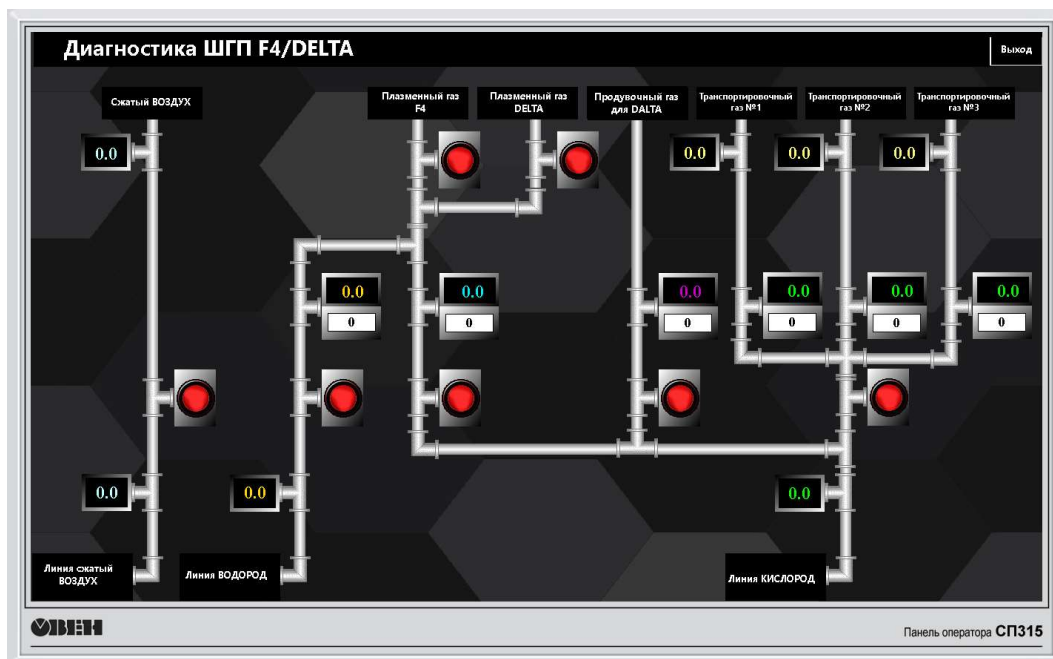 Диагностика ШГП F4/DELTA
Выход
Сжатый ВОЗДУХ
Плазменный газ
F4
Плазменный газ
DELTA
Продувочный газ
для DALTA
Транспортировочный
газ №1
Транспортировочный
газ №2
Транспортировочный
газ №3
0.0
0.0
0.0
0.0
0.0
0.0
0.0
0.0
0.0
0.0
0
0
0
0
0
0
0.0
0.0
0.0
Линия сжатый
ВОЗДУХ
Линия ВОДОРОД
Линия КИСЛОРОД
ОВЕН
Панель оператора СП315